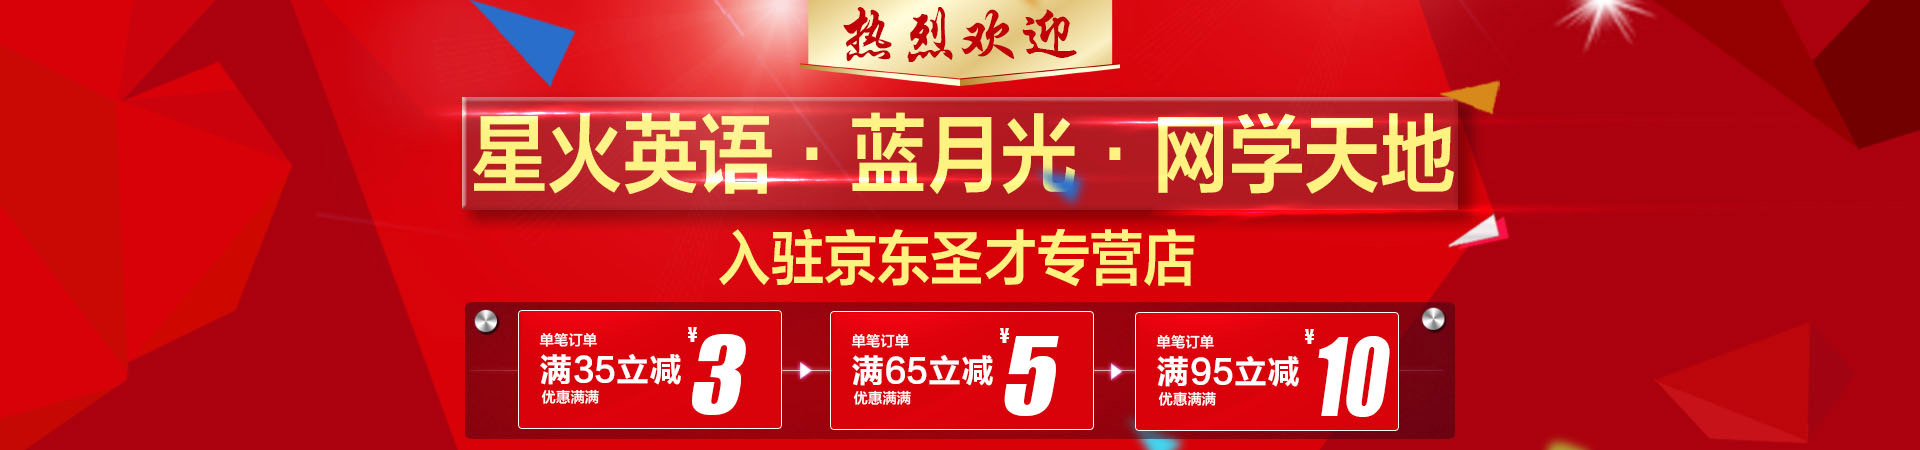 热烈欢迎
星火英语·蓝月光·网学天地
入驻京东圣才专营店
单笔订单
满35立减
优惠满满
¥3
单笔订单
满65立减
优惠满满
¥5
单笔订单
满95立减
优惠满满
¥10